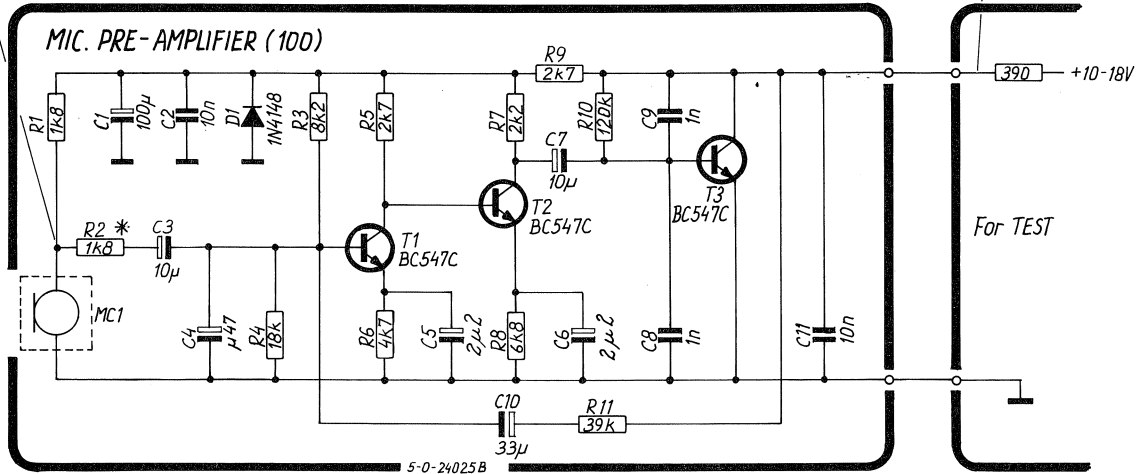 MIC. PRE-AMPLIFIER (100)
R9
2k7
390
+10-18V
R1
1k8
C1
100µ
C2
10n
D1
1N4148
R3
8k2
R5
2k7
R7
2k2
C7
10µ
R10
120k
C9
1n
T3
BC547C
T2
BC547C
T1
BC547C
R2 *
1k8
C3
10µ
For TEST
MC1
C4
µ47
R4
18k
R6
4k7
C5
2µ2
R8
6k8
C6
2µ2
C8
1n
C11
10n
C10
33µ
R11
39k
5-0-24025B